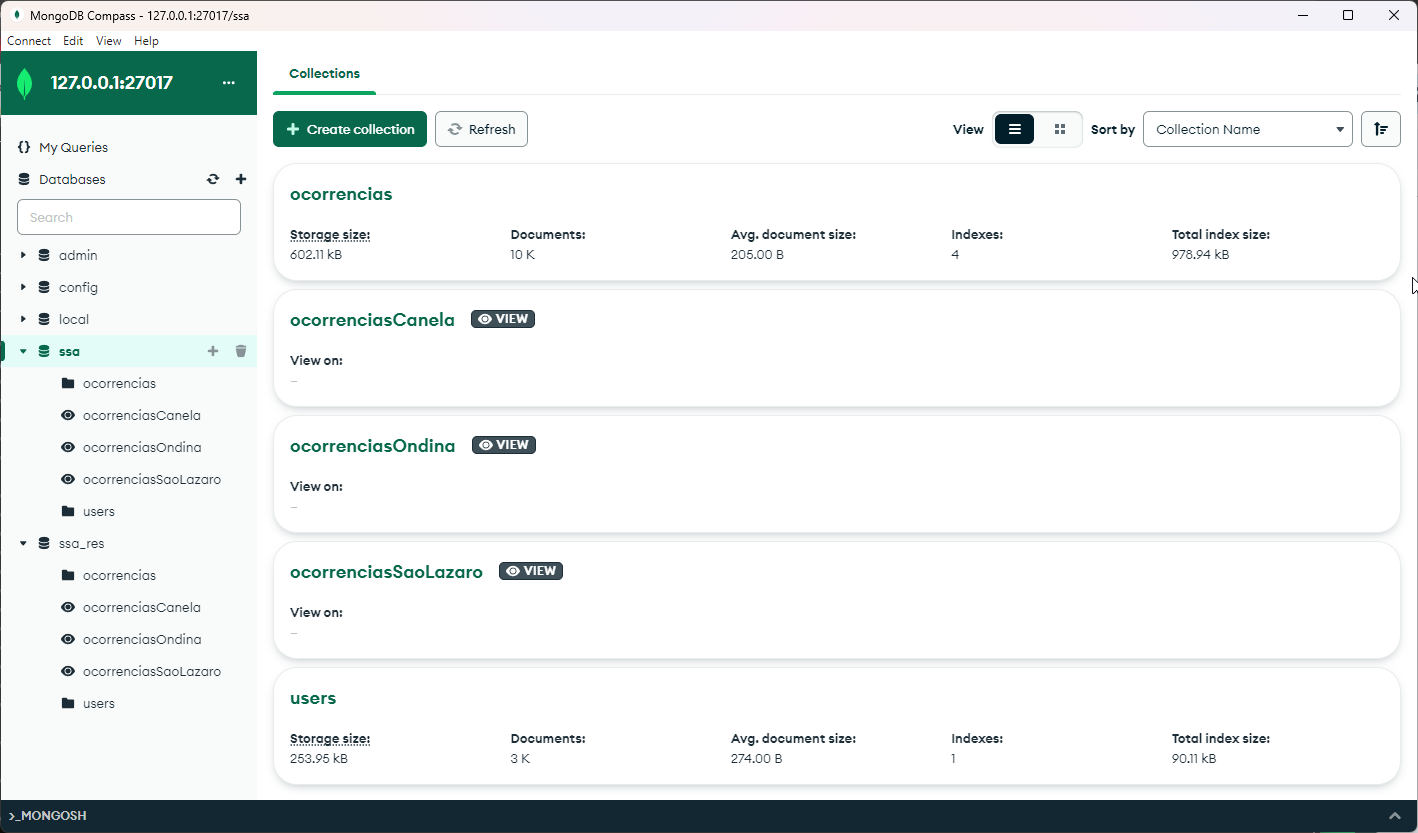 MongoDB Compass - 127.0.0.1:27017/ssa
Connect Edit View Help
127.0.0.1:27017
My Queries
Databases
Search
admin
config
local
ssa
ocorrencias
ocorrenciasCanela
ocorrenciasOndina
ocorrenciasSaoLazaro
users
ssa_res
ocorrencias
ocorrenciasCanela
ocorrenciasOndina
ocorrenciasSaoLazaro
users
Collections
Create collection Refresh View Sort by Collection Name
ocorrencias
Storage size: Documents: Avg. document size: Indexes: Total index size:
602.11 kB 10 K 205.00 B 4 978.94 kB
ocorrenciasCanela VIEW
View on:
–
ocorrenciasOndina VIEW
View on:
–
ocorrenciasSaoLazaro VIEW
View on:
–
users
Storage size: Documents: Avg. document size: Indexes: Total index size:
253.95 kB 3 K 274.00 B 1 90.11 kB
>_MONGOSH